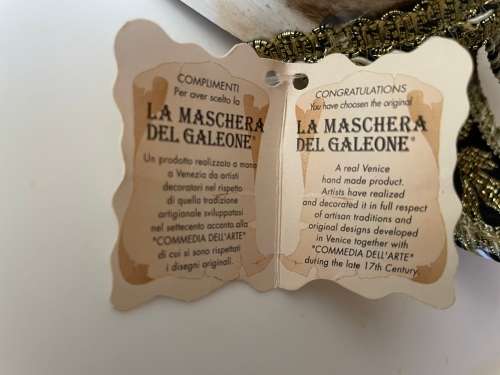 COMPLIMENTI
Per aver scelto la
LA MASCHERA
DEL GALEONE®
Un prodotto realizzato a mano
a Venezia da artisti
decoratori nel rispetto
di quella tradizione
artigianale sviluppatasi
nel settecento accanto alla
"COMMEDIA DELL'ARTE"
di cui si sono rispettati
i disegni originali.
CONGRATULATIONS
You have choosen the original
LA MASCHERA
DEL GALEONE®
A real Venice
hand made product.
Artists have realized
and decorated it in full respect
of artisan traditions and
original designs developed
in Venice together with
"COMMEDIA DELL'ARTE"
during the late 17th Century.